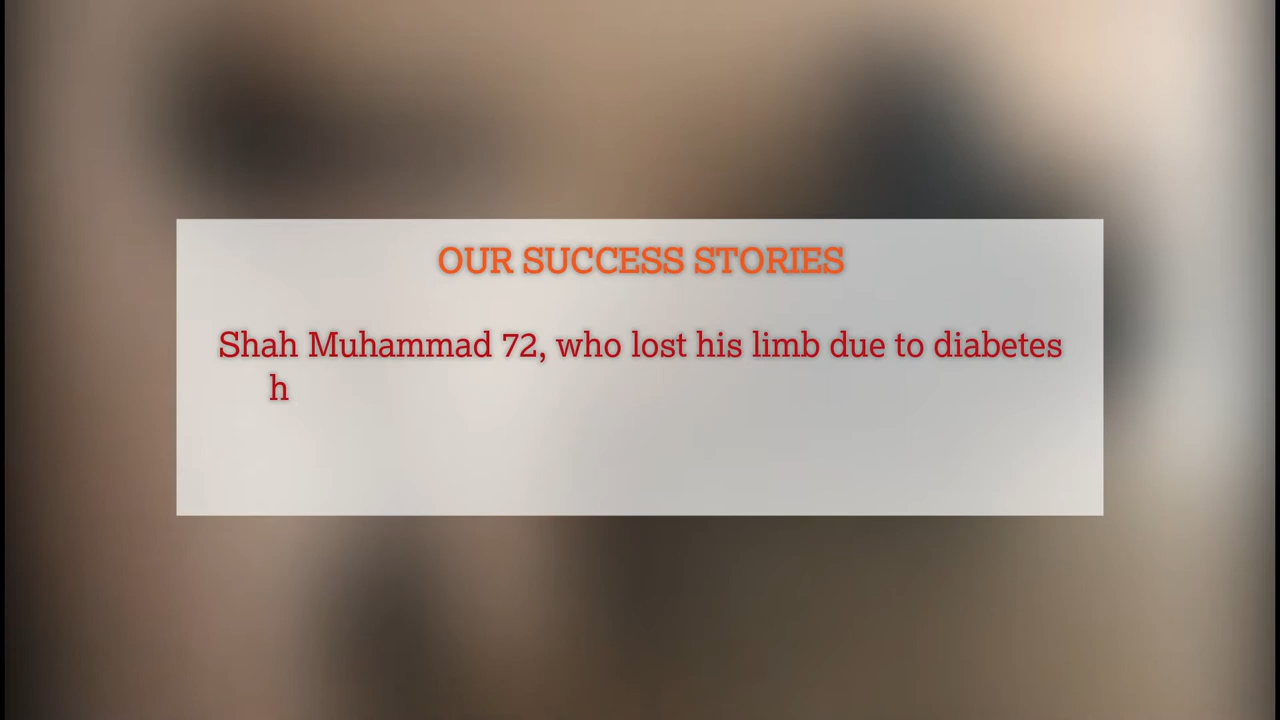 OUR SUCCESS STORIES
Shah Muhammad 72, who lost his limb due to diabetes
h